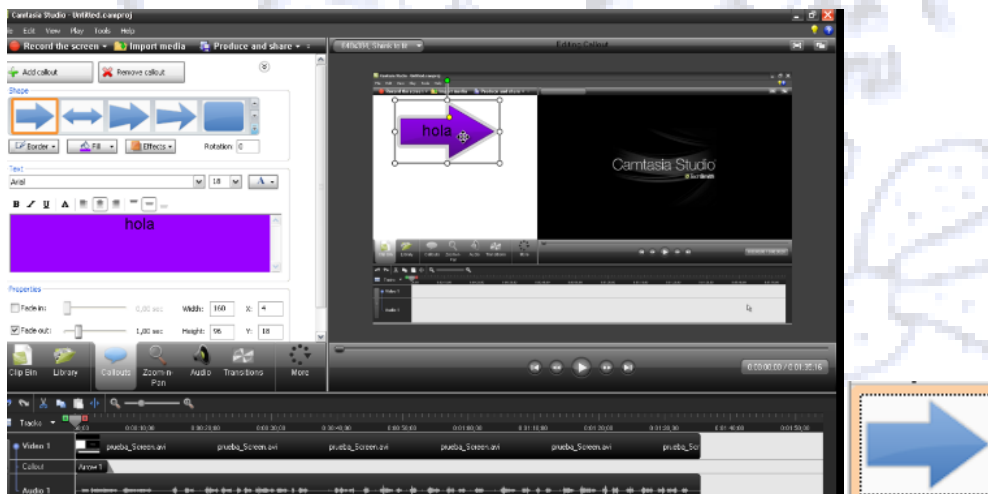 Camtasia Studio - Untitled.camproj
Edit View Play Tools Help
Record the screen Import media Produce and share
Editing Callout
Add callout Remove callout
Shape
Border Fill Effects Rotation 0
Text
Arial 18 A
B I U A
hola
Properties
Fade in: 0,00 sec Width: 160 X: 4
Fade out: 1,00 sec Height: 96 Y: 18
Clip Bin Library Callouts Zoom-n-Pan Audio Transitions More
hola
Camtasia Studio
0:00:00,00 / 0:01:35,16
Tracks
Video 1 prueba_Screen.avi prueba_Screen.avi prueba_Screen.avi prueba_Screen.avi prueba_Screen.avi prueba_Scr
Callout Arrow 1
Audio 1